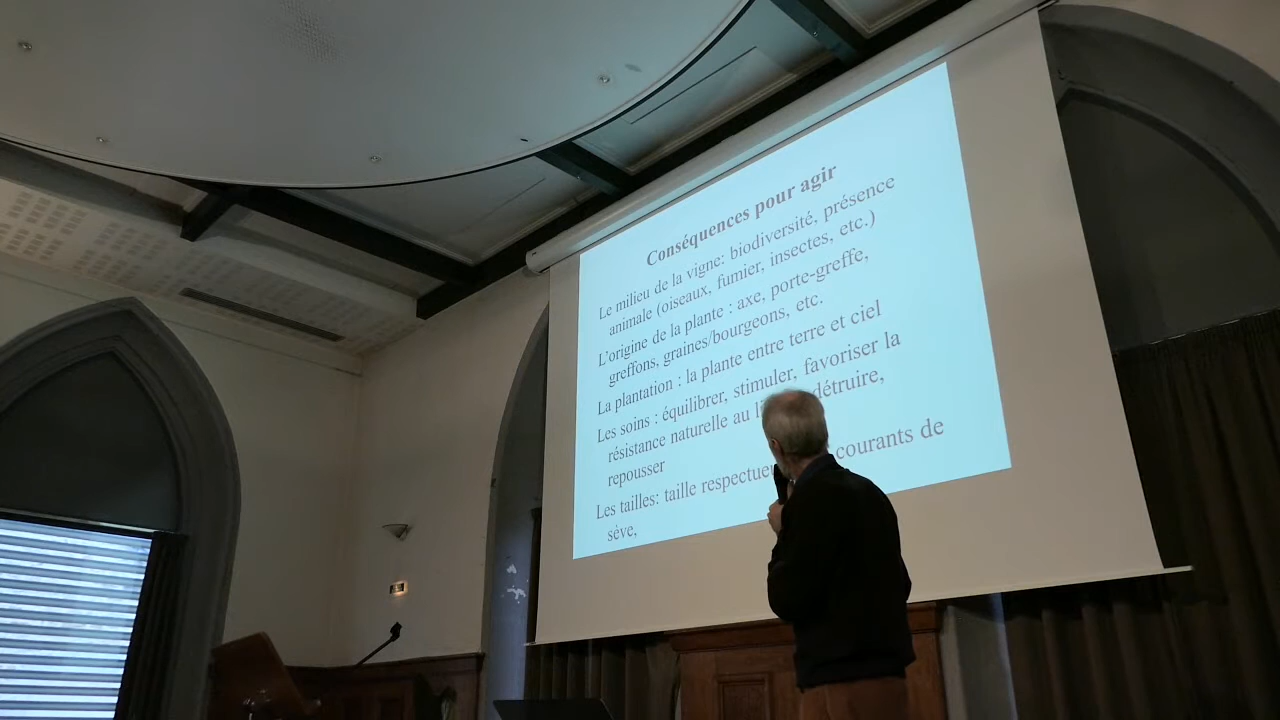 Conséquences pour agir
Le milieu de la vigne: biodiversité, présence
animale (oiseaux, fumier, insectes, etc.)
L'origine de la plante : axe, porte-greffe,
greffons, graines/bourgeons, etc.
La plantation : la plante entre terre et ciel
Les soins : équilibrer, stimuler, favoriser la
résistance naturelle au détruire,
repousser
Les tailles: taille courants de
sève,